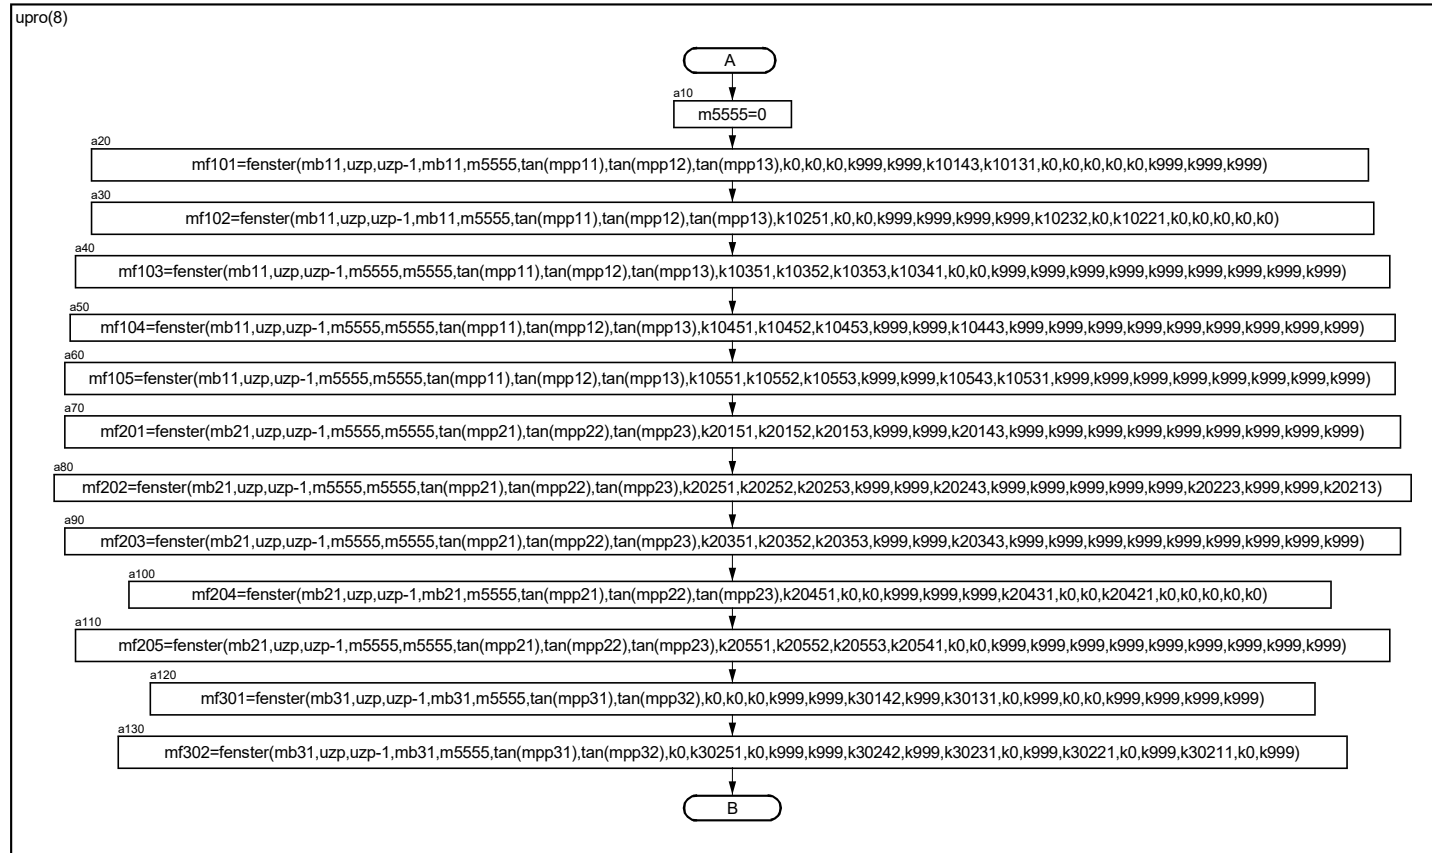 upro(8)
A
a10
m5555=0
a20
mf101=fenster(mb11,uzp,uzp-1,mb11,m5555,tan(mpp11),tan(mpp12),tan(mpp13),k0,k0,k0,k999,k999,k10143,k10131,k0,k0,k0,k0,k0,k999,k999,k999)
a30
mf102=fenster(mb11,uzp,uzp-1,mb11,m5555,tan(mpp11),tan(mpp12),tan(mpp13),k10251,k0,k0,k999,k999,k999,k999,k10232,k0,k10221,k0,k0,k0,k0,k0)
a40
mf103=fenster(mb11,uzp,uzp-1,m5555,m5555,tan(mpp11),tan(mpp12),tan(mpp13),k10351,k10352,k10353,k10341,k0,k0,k999,k999,k999,k999,k999,k999,k999,k999,k999)
a50
mf104=fenster(mb11,uzp,uzp-1,m5555,m5555,tan(mpp11),tan(mpp12),tan(mpp13),k10451,k10452,k10453,k999,k999,k10443,k999,k999,k999,k999,k999,k999,k999,k999,k999)
a60
mf105=fenster(mb11,uzp,uzp-1,m5555,m5555,tan(mpp11),tan(mpp12),tan(mpp13),k10551,k10552,k10553,k999,k999,k10543,k10531,k999,k999,k999,k999,k999,k999,k999,k999)
a70
mf201=fenster(mb21,uzp,uzp-1,m5555,m5555,tan(mpp21),tan(mpp22),tan(mpp23),k20151,k20152,k20153,k999,k999,k20143,k999,k999,k999,k999,k999,k999,k999,k999,k999)
a80
mf202=fenster(mb21,uzp,uzp-1,m5555,m5555,tan(mpp21),tan(mpp22),tan(mpp23),k20251,k20252,k20253,k999,k999,k20243,k999,k999,k999,k999,k999,k20223,k999,k999,k20213)
a90
mf203=fenster(mb21,uzp,uzp-1,m5555,m5555,tan(mpp21),tan(mpp22),tan(mpp23),k20351,k20352,k20353,k999,k999,k20343,k999,k999,k999,k999,k999,k999,k999,k999,k999)
a100
mf204=fenster(mb21,uzp,uzp-1,mb21,m5555,tan(mpp21),tan(mpp22),tan(mpp23),k20451,k0,k0,k999,k999,k999,k20431,k0,k0,k20421,k0,k0,k0,k0,k0)
a110
mf205=fenster(mb21,uzp,uzp-1,m5555,m5555,tan(mpp21),tan(mpp22),tan(mpp23),k20551,k20552,k20553,k20541,k0,k0,k999,k999,k999,k999,k999,k999,k999,k999,k999)
a120
mf301=fenster(mb31,uzp,uzp-1,mb31,m5555,tan(mpp31),tan(mpp32),k0,k0,k0,k999,k999,k30142,k999,k30131,k0,k999,k0,k0,k999,k999,k999,k999)
a130
mf302=fenster(mb31,uzp,uzp-1,mb31,m5555,tan(mpp31),tan(mpp32),k0,k30251,k0,k999,k999,k30242,k999,k30231,k0,k999,k30221,k0,k999,k30211,k0,k999)
B